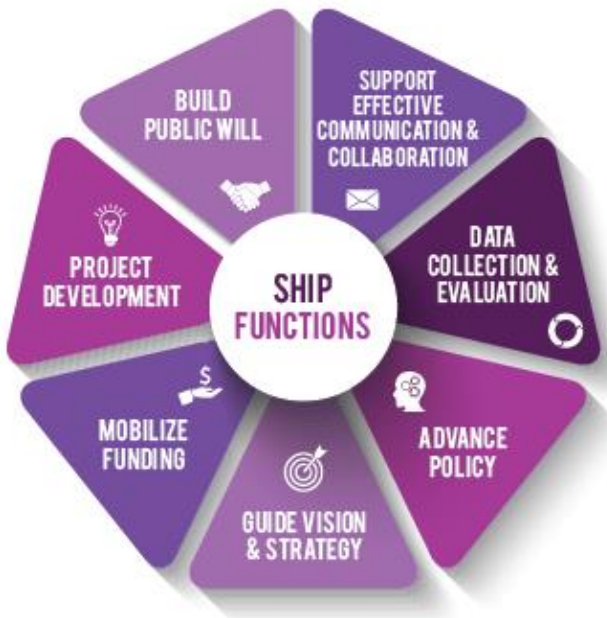 BUILD
PUBLIC WILL
SUPPORT
EFFECTIVE
COMMUNICATION &
COLLABORATION
DATA
COLLECTION &
EVALUATION
ADVANCE
POLICY
GUIDE VISION
& STRATEGY
$
MOBILIZE
FUNDING
PROJECT
DEVELOPMENT
SHIP
FUNCTIONS